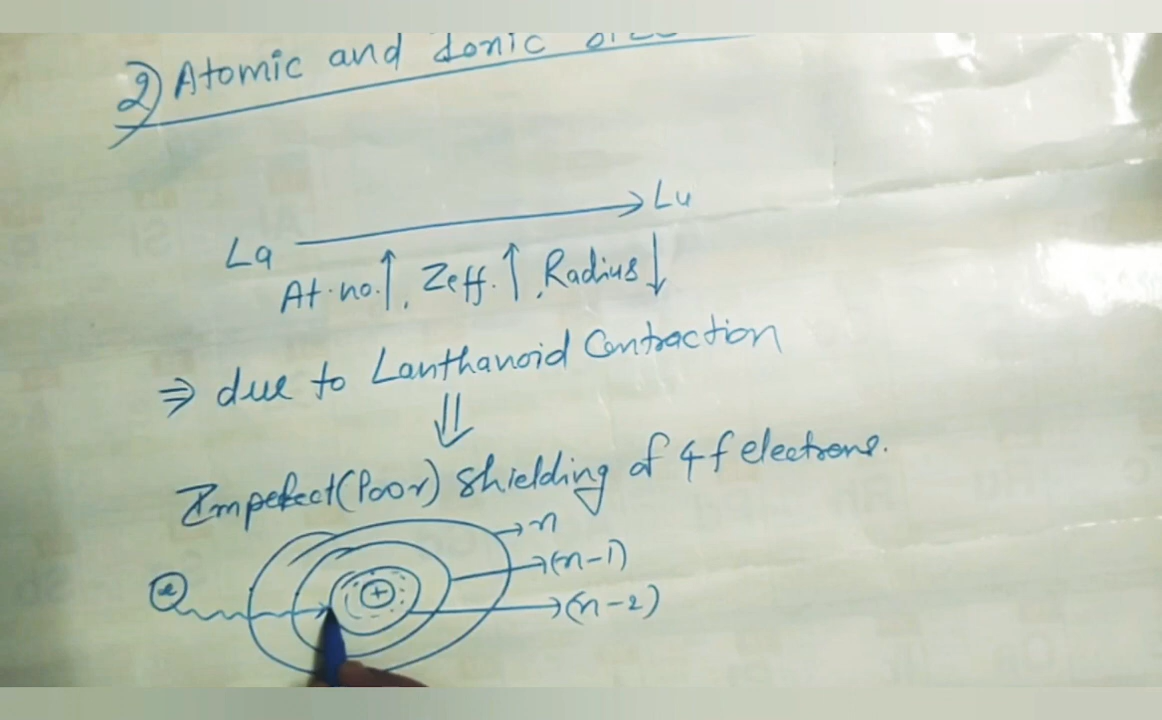 2) Atomic and Ionic
La → Lu
At. no. ↑, Zeff. ↑, Radius ↓
⇒ due to Lanthanoid Contraction
⇓
Impefect (Poor) Shielding of 4f electrons.
→ n
→ (n-1)
e → (n-2)
+